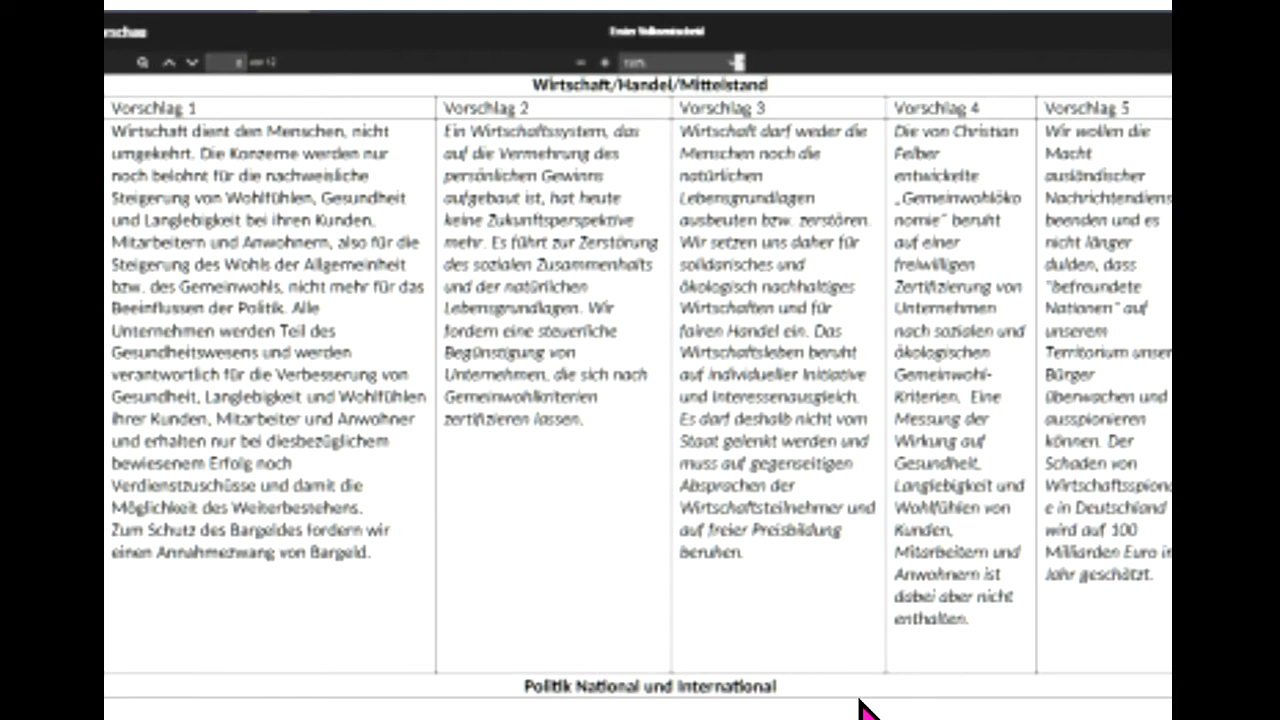 rschau
Erster Volksentscheid
Wirtschaft/Handel/Mittelstand
Vorschlag 1
Wirtschaft dient den Menschen, nicht
umgekehrt. Die Konzerne werden nur
noch belohnt für die nachweisliche
Steigerung von Wohlfühlen, Gesundheit
und Langlebigkeit bei ihren Kunden,
Mitarbeitern und Anwohnern, also für die
Steigerung des Wohls der Allgemeinheit
bzw. des Gemeinwohls, nicht mehr für das
Beeinflussen der Politik. Alle
Unternehmen werden Teil des
Gesundheitswesens und werden
verantwortlich für die Verbesserung von
Gesundheit, Langlebigkeit und Wohlfühlen
ihrer Kunden, Mitarbeiter und Anwohner
und erhalten nur bei diesbezüglichem
bewiesenem Erfolg noch
Verdienstzuschüsse und damit die
Möglichkeit des Weiterbestehens.
Zum Schutz des Bargeldes fordern wir
einen Annahmezwang von Bargeld.
Vorschlag 2
Ein Wirtschaftssystem, das
auf die Vermehrung des
persönlichen Gewinns
aufgebaut ist, hat heute
keine Zukunftsperspektive
mehr. Es führt zur Zerstörung
des sozialen Zusammenhalts
und der natürlichen
Lebensgrundlagen. Wir
fordern eine steuerliche
Begünstigung von
Unternehmen, die sich nach
Gemeinwohlkriterien
zertifizieren lassen.
Vorschlag 3
Wirtschaft darf weder die
Menschen noch die
natürlichen
Lebensgrundlagen
ausbeuten bzw. zerstören.
Wir setzen uns daher für
solidarisches und
ökologisch nachhaltiges
Wirtschaften und für
fairen Handel ein. Das
Wirtschaftsleben beruht
auf individueller Initiative
und Interessenausgleich.
Es darf deshalb nicht vom
Staat gelenkt werden und
muss auf gegenseitigen
Absprachen der
Wirtschaftsteilnehmer und
auf freier Preisbildung
beruhen.
Vorschlag 4
Die von Christian
Felber
entwickelte
„Gemeinwohlöko
nomie" beruht
auf einer
freiwilligen
Zertifizierung von
Unternehmen
nach sozialen und
ökologischen
Gemeinwohl-
Kriterien. Eine
Messung der
Wirkung auf
Gesundheit,
Langlebigkeit und
Wohlfühlen von
Kunden,
Mitarbeitern und
Anwohnern ist
dabei aber nicht
enthalten.
Vorschlag 5
Wir wollen die
Macht
ausländischer
Nachrichtendiens
beenden und es
nicht länger
dulden, dass
"befreundete
Nationen" auf
unserem
Territorium unser
Bürger
überwachen und
ausspionieren
können. Der
Schaden von
Wirtschaftsspiona
e in Deutschland
wird auf 100
Milliarden Euro im
Jahr geschätzt.
Politik National und International